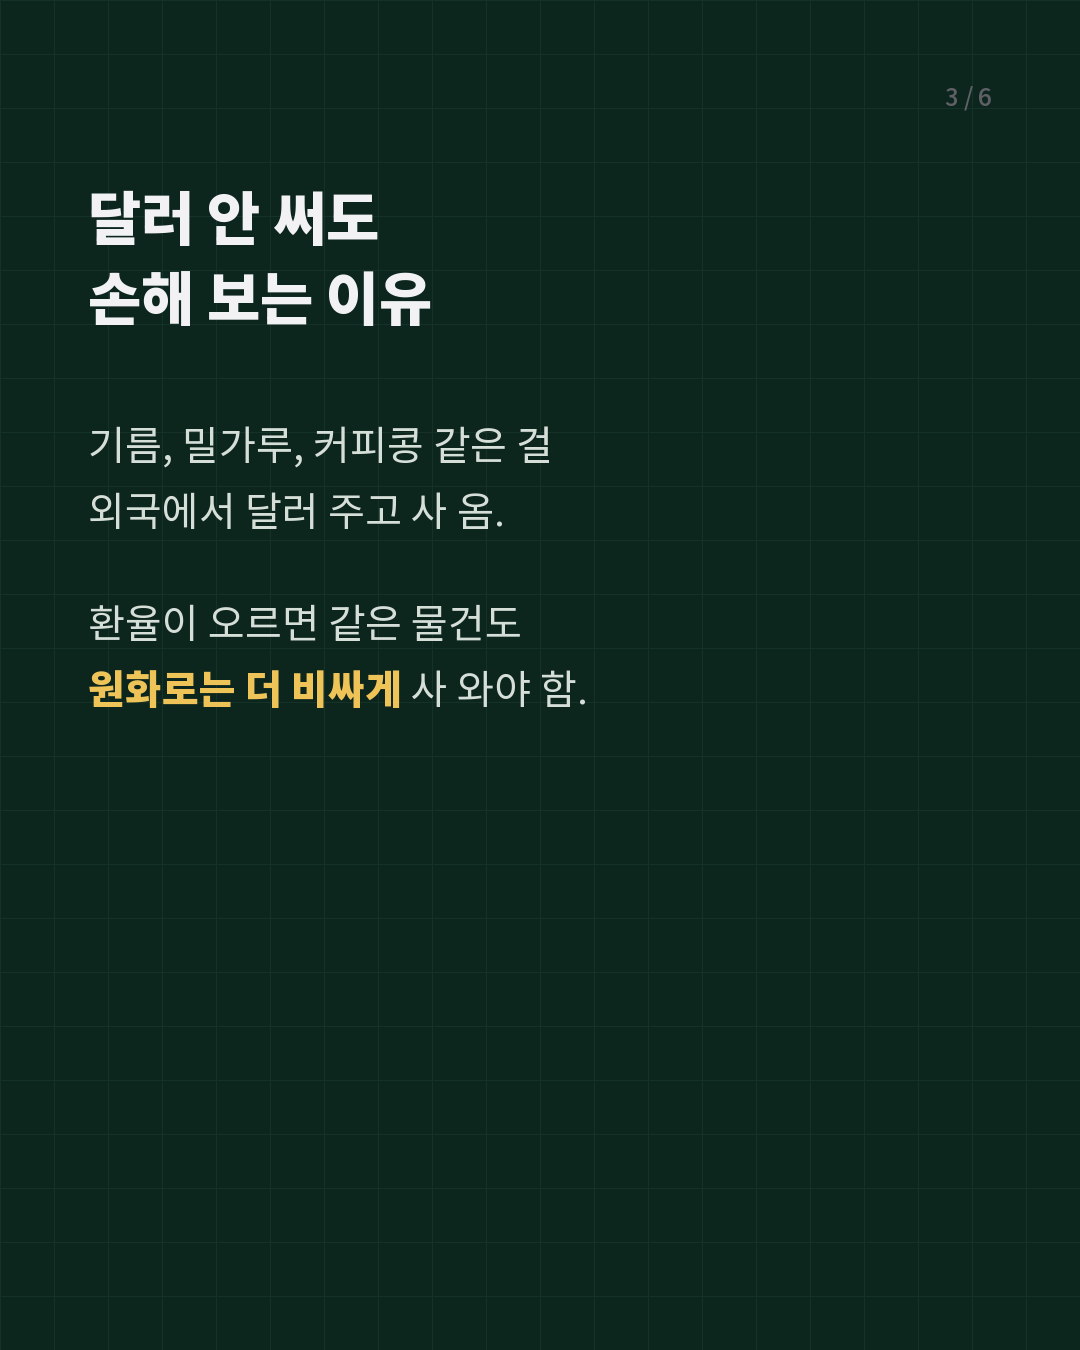 3 / 6
달러 안 써도
손해 보는 이유
기름, 밀가루, 커피콩 같은 걸
외국에서 달러 주고 사 옴.
환율이 오르면 같은 물건도
원화로는 더 비싸게 사 와야 함.